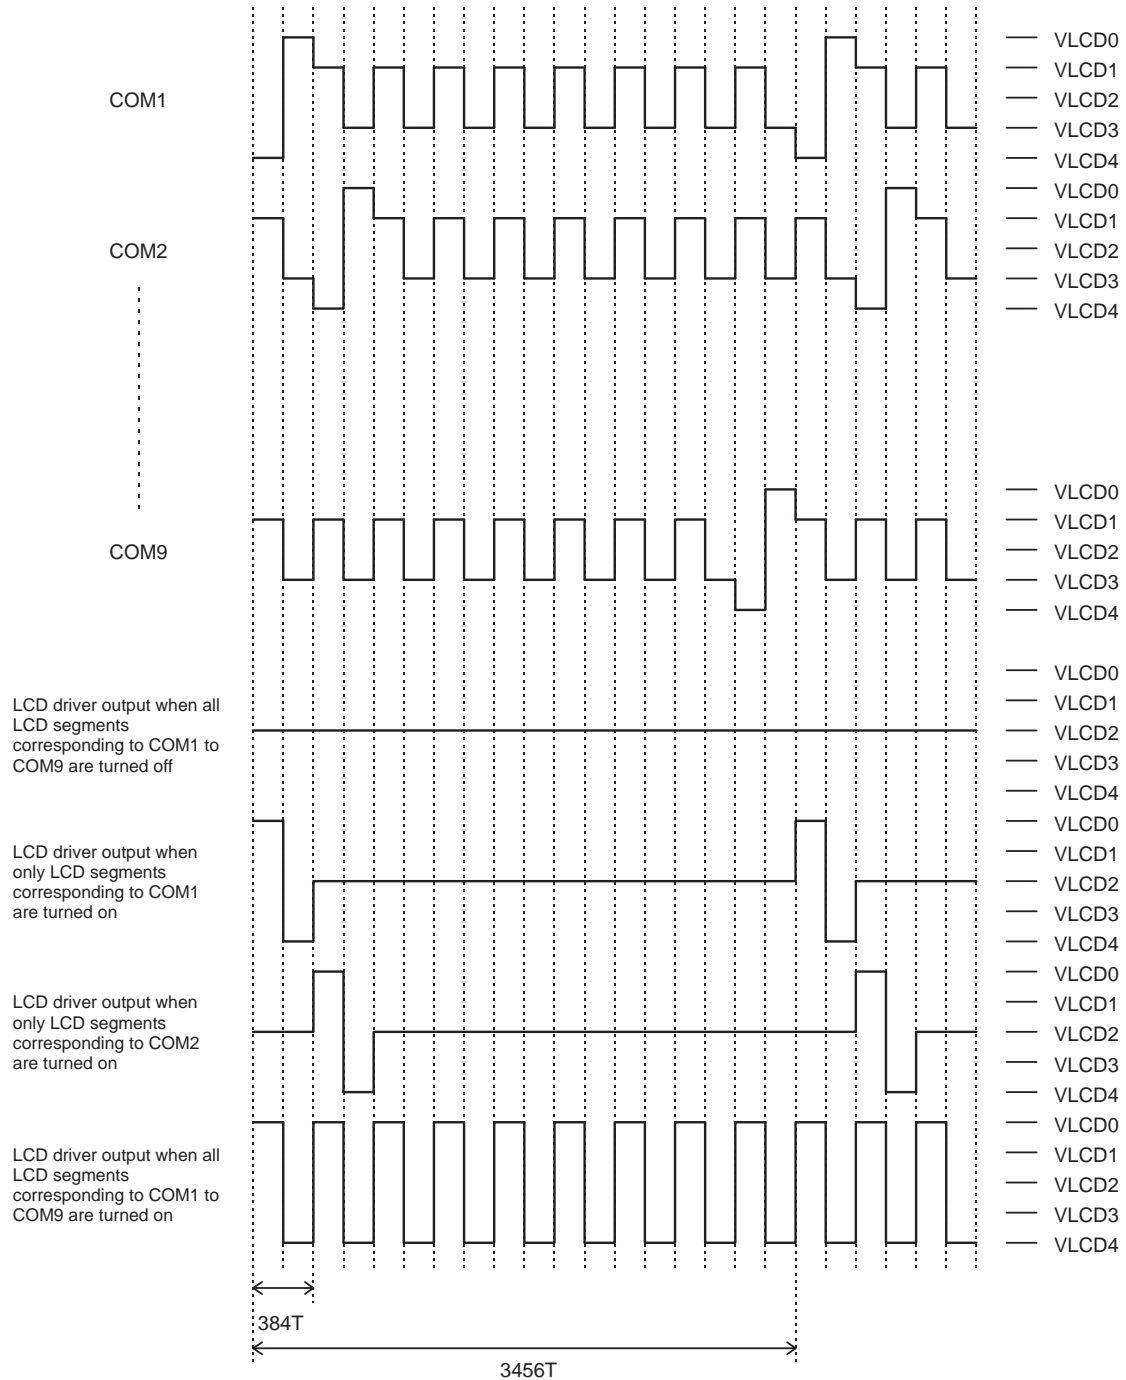 COM1
VLCD0
VLCD1
VLCD2
VLCD3
VLCD4
COM2
VLCD0
VLCD1
VLCD2
VLCD3
VLCD4
COM9
VLCD0
VLCD1
VLCD2
VLCD3
VLCD4
LCD driver output when all
LCD segments
corresponding to COM1 to
COM9 are turned off
VLCD0
VLCD1
VLCD2
VLCD3
VLCD4
LCD driver output when
only LCD segments
corresponding to COM1
are turned on
VLCD0
VLCD1
VLCD2
VLCD3
VLCD4
LCD driver output when
only LCD segments
corresponding to COM2
are turned on
VLCD0
VLCD1
VLCD2
VLCD3
VLCD4
LCD driver output when all
LCD segments
corresponding to COM1 to
COM9 are turned on
VLCD0
VLCD1
VLCD2
VLCD3
VLCD4
384T
3456T